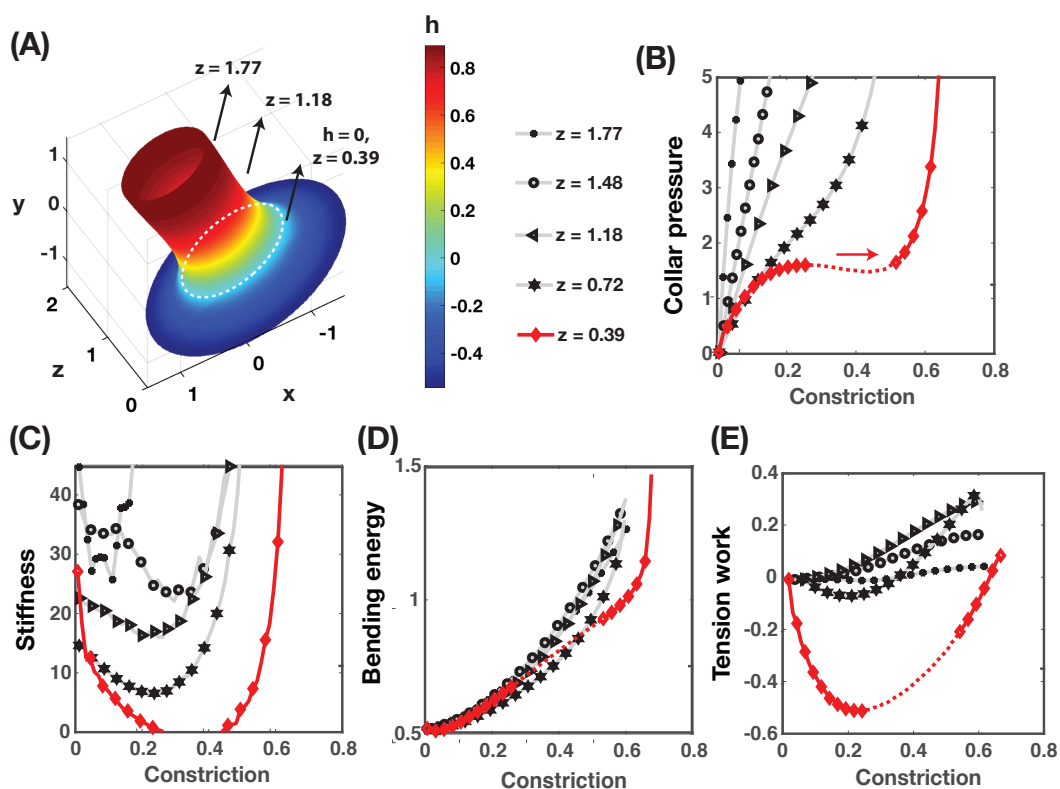 (A)
z = 1.77
z = 1.18
h = 0,
z = 0.39
y
1
0
-1
2
1
0
z
1
0
-1
x
h
0.8
0.6
0.4
0.2
0
-0.2
-0.4
z = 1.77
z = 1.48
z = 1.18
z = 0.72
z = 0.39
(B)
Collar pressure
5
4
3
2
1
0
0
0.2
0.4
0.6
0.8
Constriction
(C)
Stiffness
40
30
20
10
0
0
0.2
0.4
0.6
0.8
Constriction
(D)
Bending energy
1.5
1
0.5
0
0.2
0.4
0.6
0.8
Constriction
(E)
Tension work
0.4
0.2
0
-0.2
-0.4
-0.6
0
0.2
0.4
0.6
0.8
Constriction